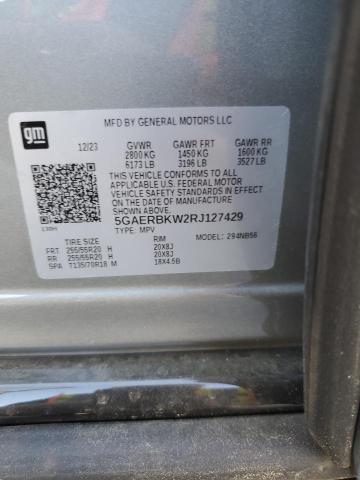 gm
MFD BY GENERAL MOTORS LLC
12/23 GVWR GAWR FRT GAWR RR
2800 KG 1450 KG 1600 KG
6173 LB 3196 LB 3527 LB
THIS VEHICLE CONFORMS TO ALL
APPLICABLE U.S. FEDERAL MOTOR
VEHICLE SAFETY STANDARDS IN EFFECT
ON THE DATE OF MANUFACTURE
SHOWN ABOVE.
5GAERBKW2RJ127429
TYPE: MPV MODEL: 294NB56
TIRE SIZE RIM
FRT 255/55R20 H 20X8J
RR 255/55R20 H 20X8J
SPA T135/70R18 M 18X4.5B